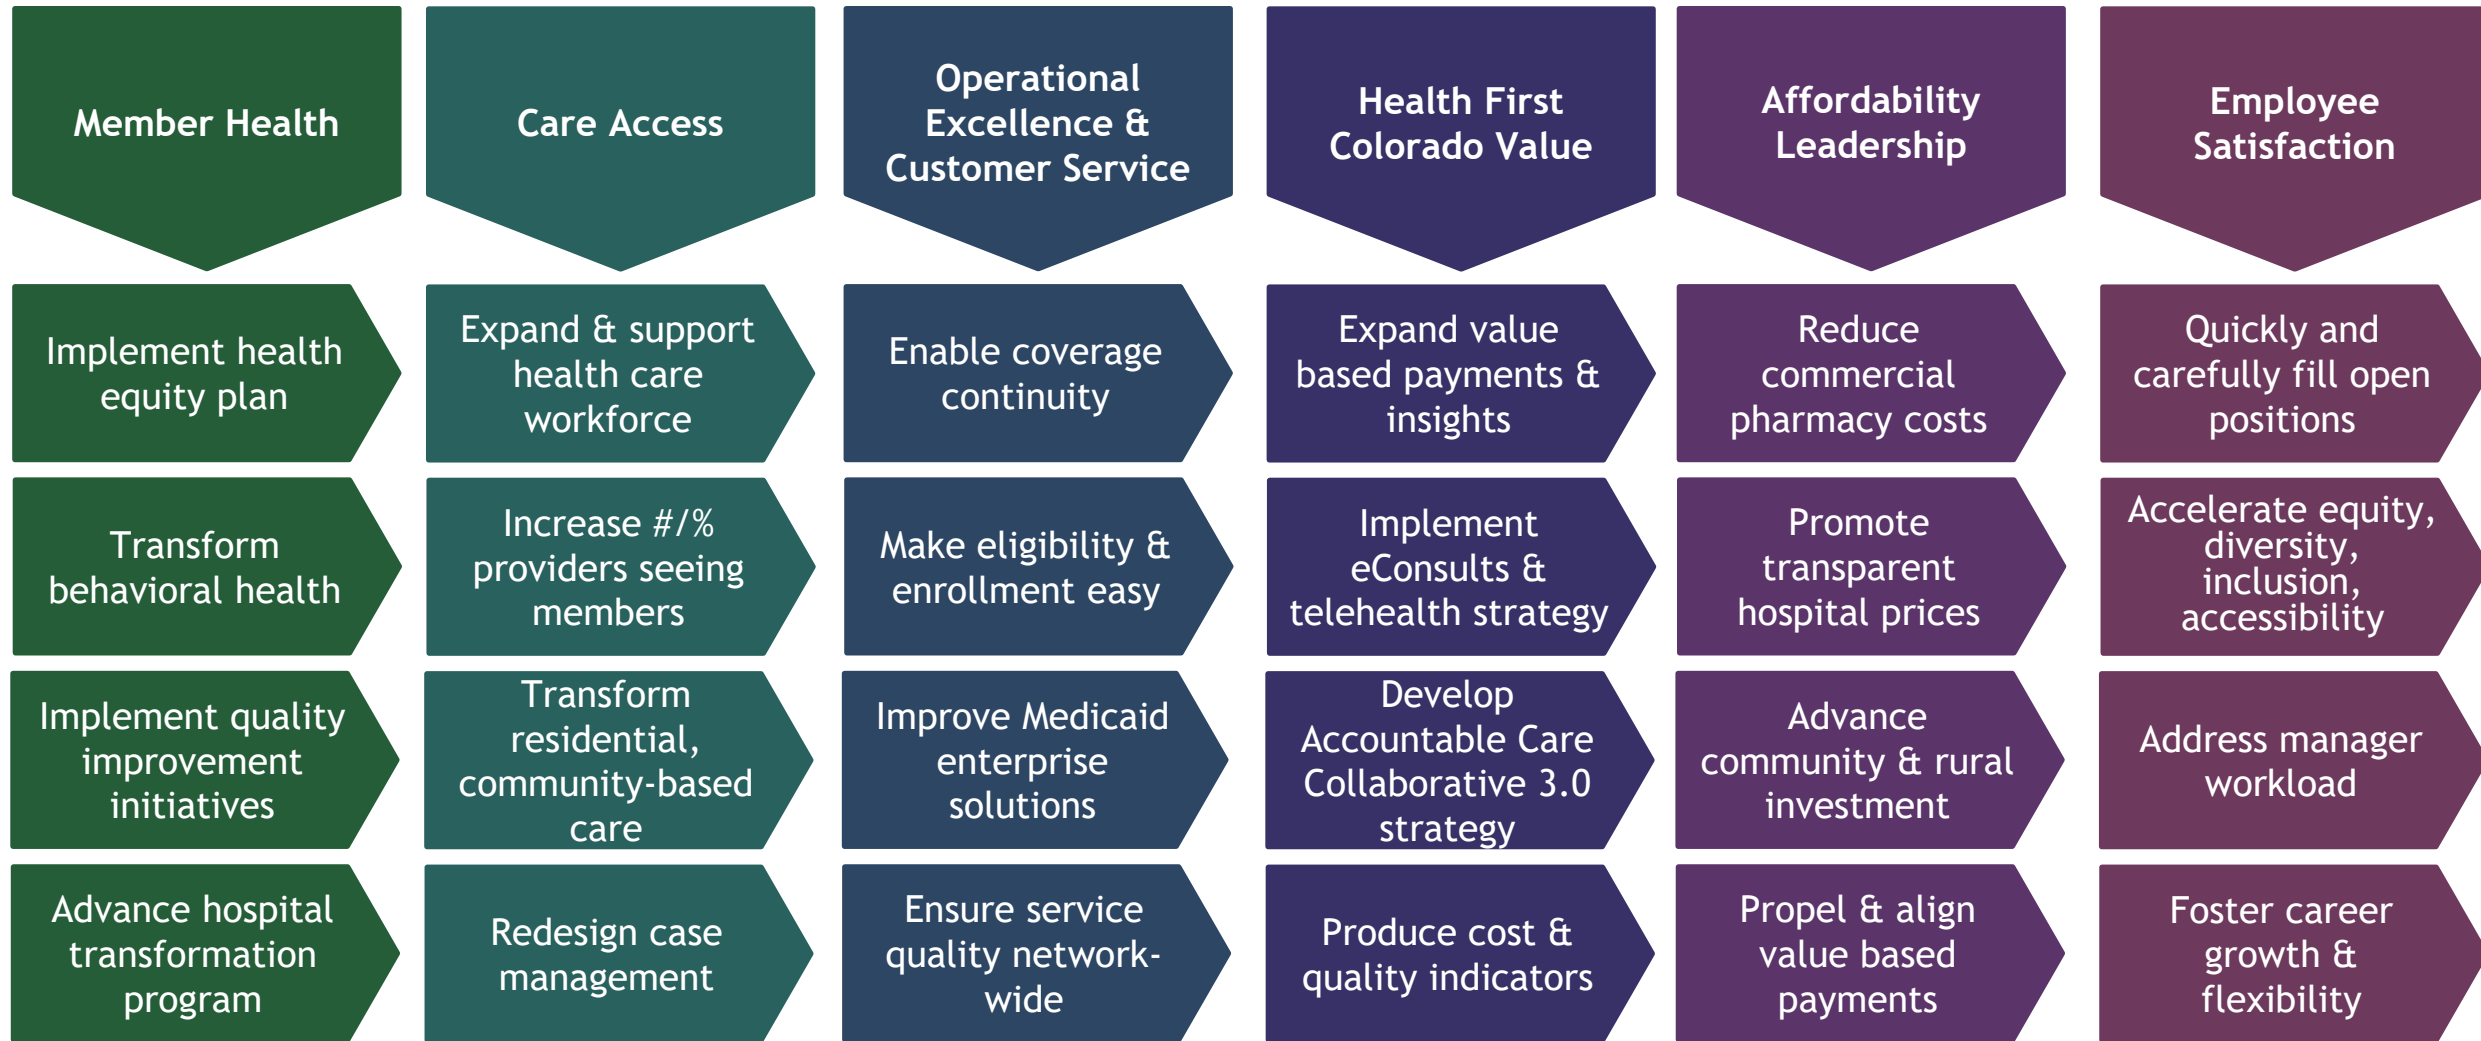 Member Health
Care Access
Operational
Excellence &
Customer Service
Health First
Colorado Value
Affordability
Leadership
Employee
Satisfaction
Implement health
equity plan
Expand & support
health care
workforce
Enable coverage
continuity
Expand value
based payments &
insights
Reduce
commercial
pharmacy costs
Quickly and
carefully fill open
positions
Transform
behavioral health
Increase #/%
providers seeing
members
Make eligibility &
enrollment easy
Implement
eConsults &
telehealth strategy
Promote
transparent
hospital prices
Accelerate equity,
diversity,
inclusion,
accessibility
Implement quality
improvement
initiatives
Transform
residential,
community-based
care
Improve Medicaid
enterprise
solutions
Develop
Accountable Care
Collaborative 3.0
strategy
Advance
community & rural
investment
Address manager
workload
Advance hospital
transformation
program
Redesign case
management
Ensure service
quality network-
wide
Produce cost &
quality indicators
Propel & align
value based
payments
Foster career
growth &
flexibility